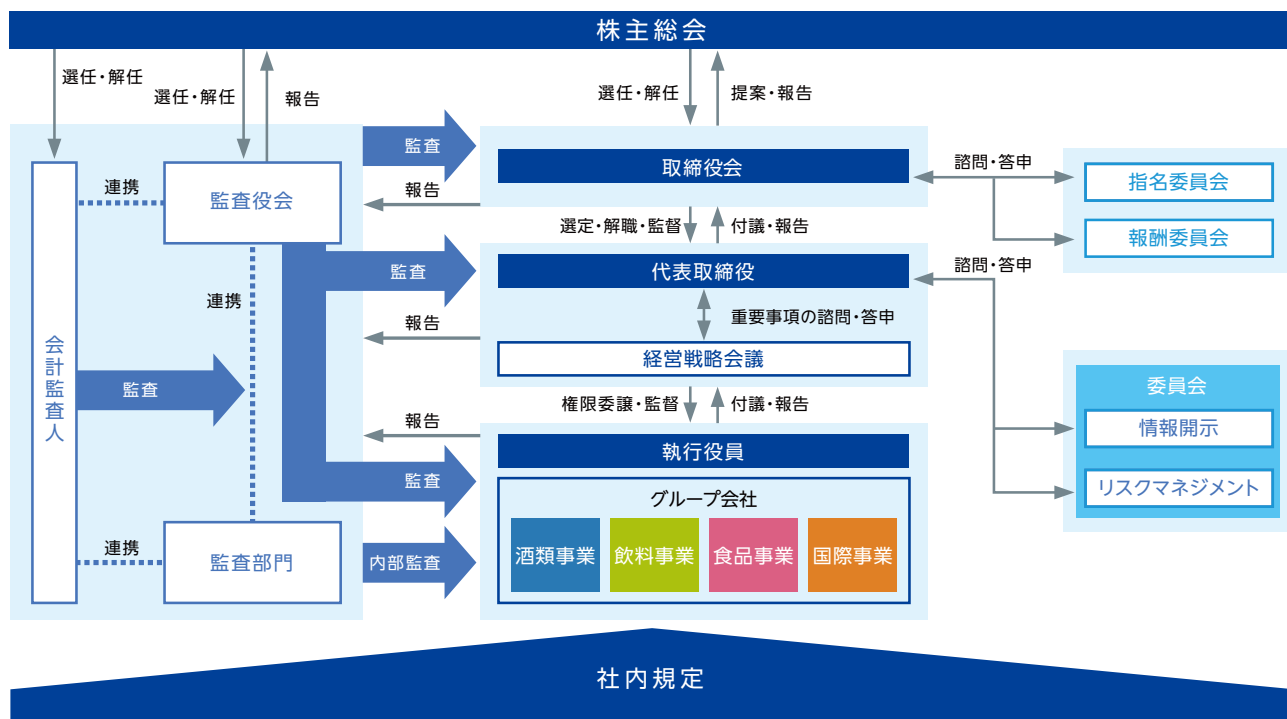 株主総会
選任・解任
選任・解任
報告
選任・解任
提案・報告
監査
取締役会
諮問・答申
指名委員会
報酬委員会
連携
監査役会
報告
選定・解職・監督
付議・報告
監査
代表取締役
諮問・答申
連携
報告
重要事項の諮問・答申
経営戦略会議
会計監査人
監査
権限委譲・監督
付議・報告
委員会
情報開示
リスクマネジメント
報告
執行役員
監査
グループ会社
酒類事業
飲料事業
食品事業
国際事業
連携
監査部門
内部監査
社内規定